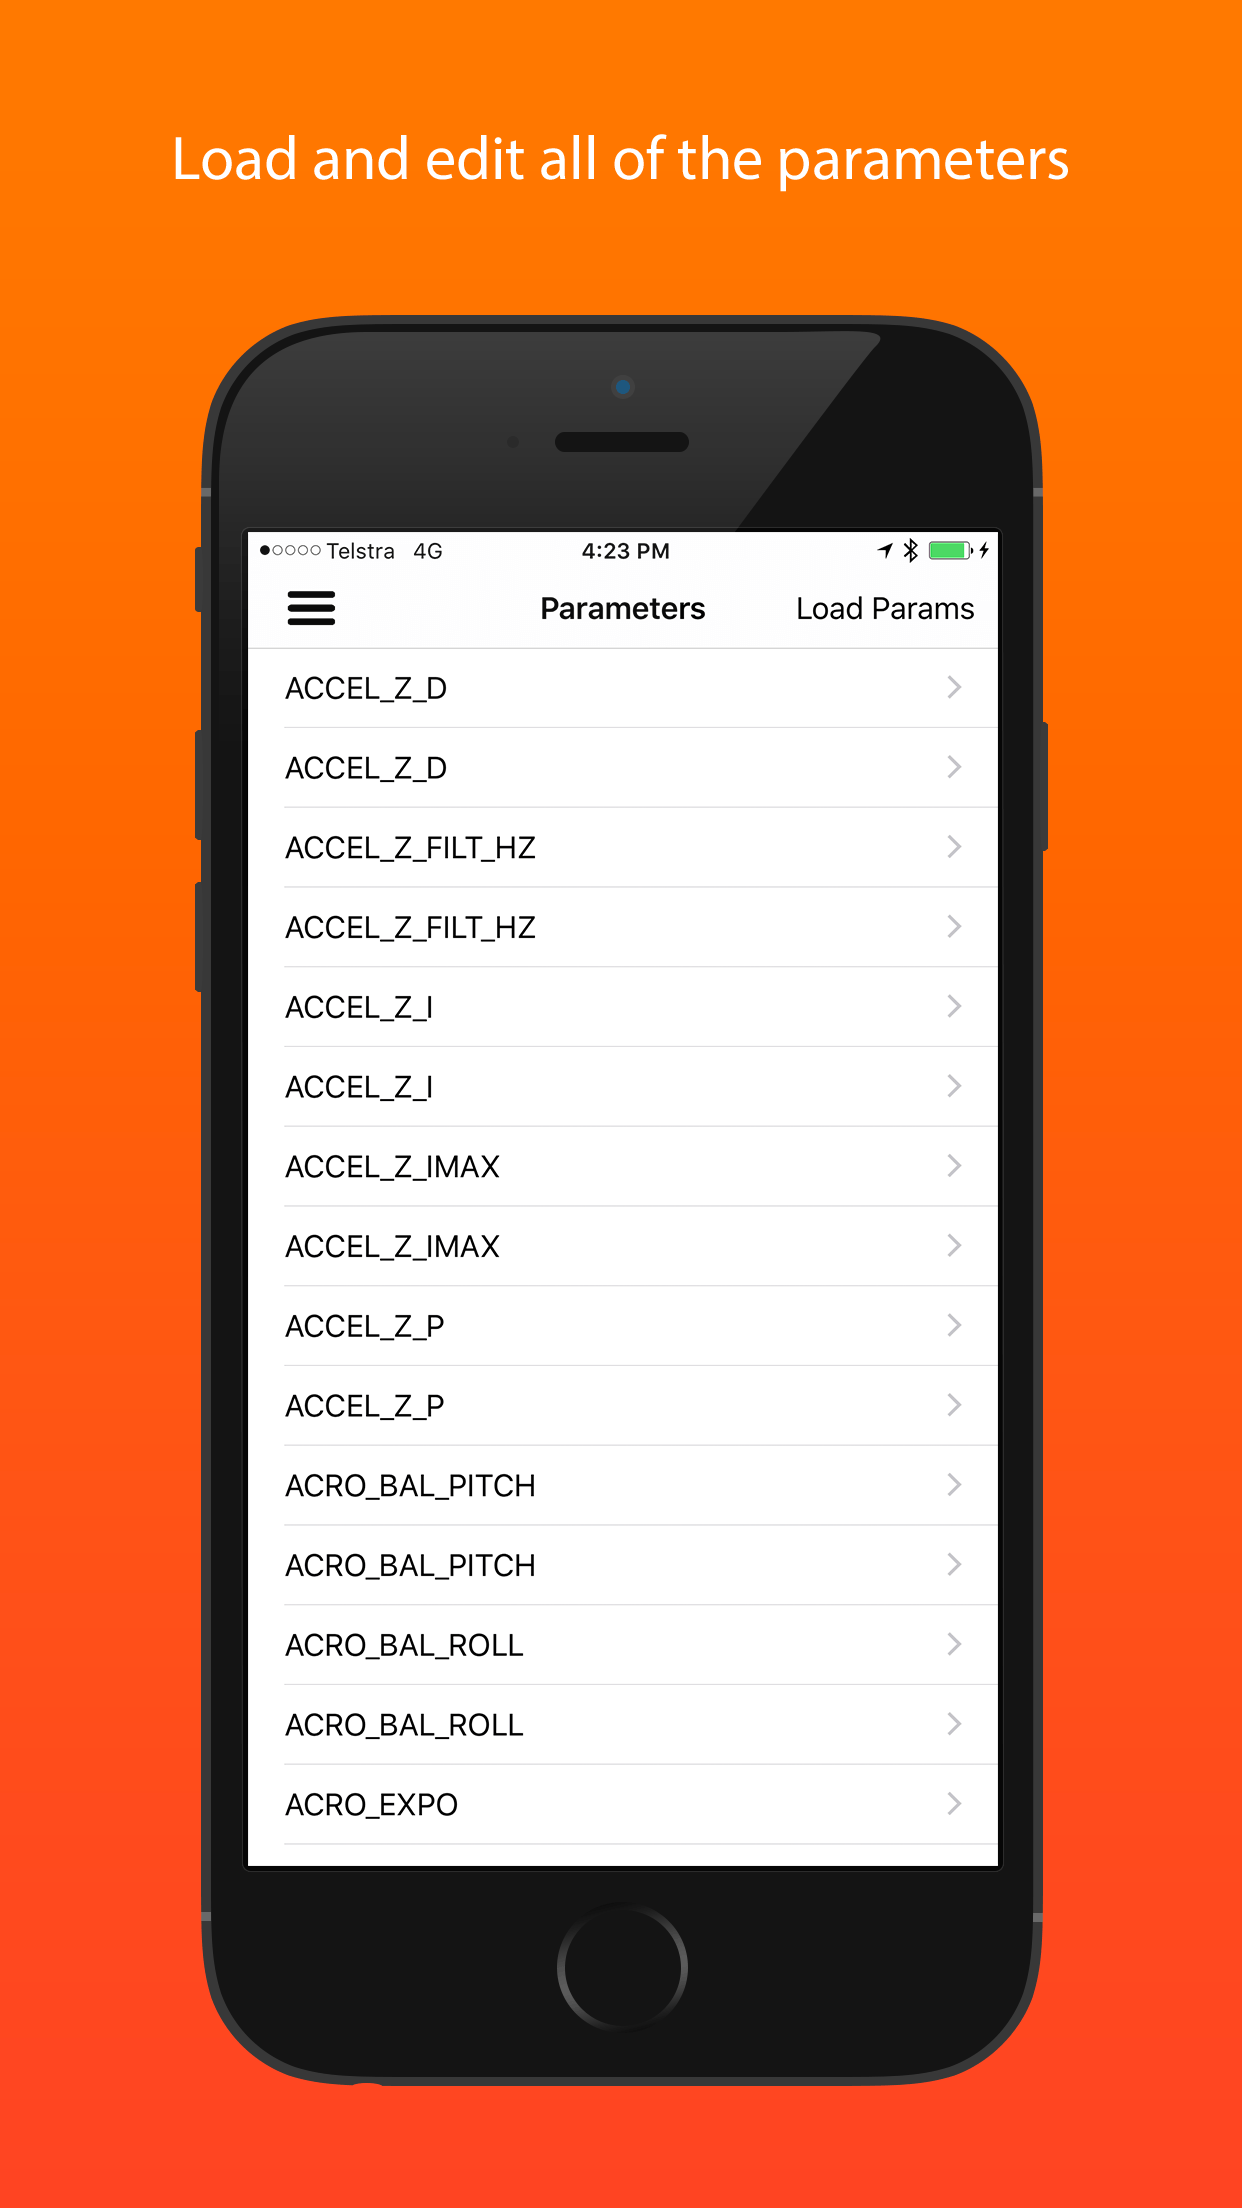 Load and edit all of the parameters
Telstra 4G 4:23 PM
Parameters Load Params
ACCEL_Z_D
ACCEL_Z_D
ACCEL_Z_FILT_HZ
ACCEL_Z_FILT_HZ
ACCEL_Z_I
ACCEL_Z_I
ACCEL_Z_IMAX
ACCEL_Z_IMAX
ACCEL_Z_P
ACCEL_Z_P
ACRO_BAL_PITCH
ACRO_BAL_PITCH
ACRO_BAL_ROLL
ACRO_BAL_ROLL
ACRO_EXPO